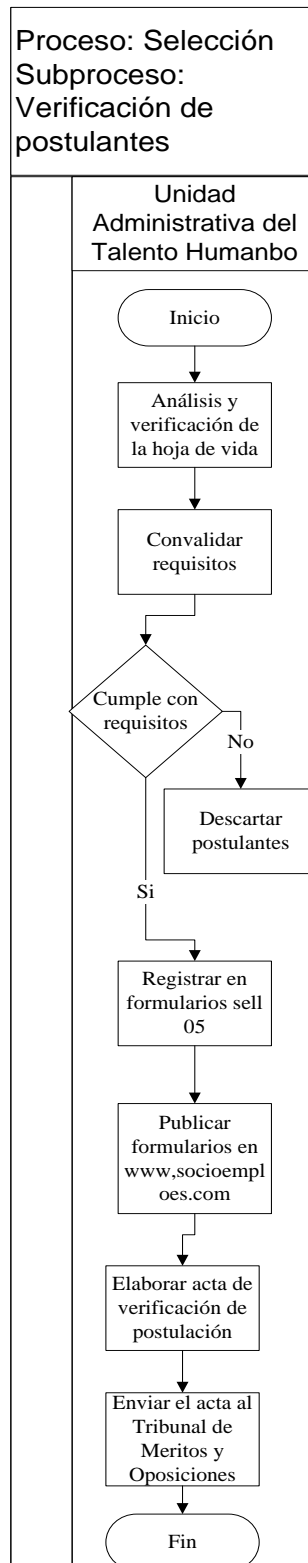 Proceso: Selección
Subproceso:
Verificación de
postulantes
Unidad
Administrativa del
Talento Humanbo
Inicio
Análisis y
verificación de
la hoja de vida
Convalidar
requisitos
Cumple con
requisitos
No
Descartar
postulantes
Si
Registrar en
formularios sell
05
Publicar
formularios en
www,socioempl
oes.com
Elaborar acta de
verificación de
postulación
Enviar el acta al
Tribunal de
Meritos y
Oposiciones
Fin